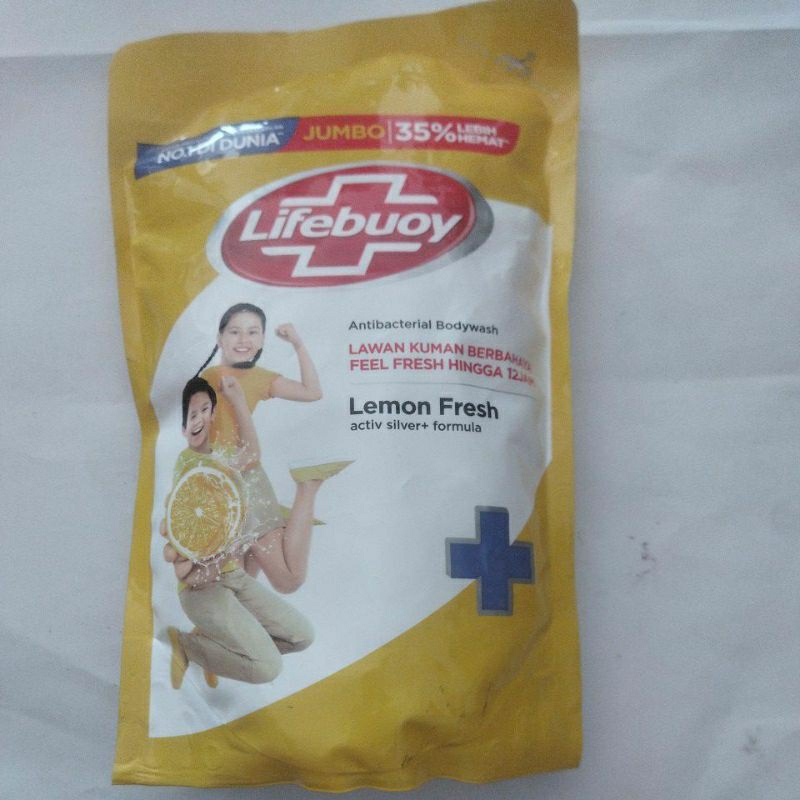 NO.1 DI DUNIA
JUMBO | 35% LEBIH HEMAT
Lifebuoy
Antibacterial Bodywash
LAWAN KUMAN BERBAHAYA
FEEL FRESH HINGGA 12JAM
Lemon Fresh
activ silver+ formula